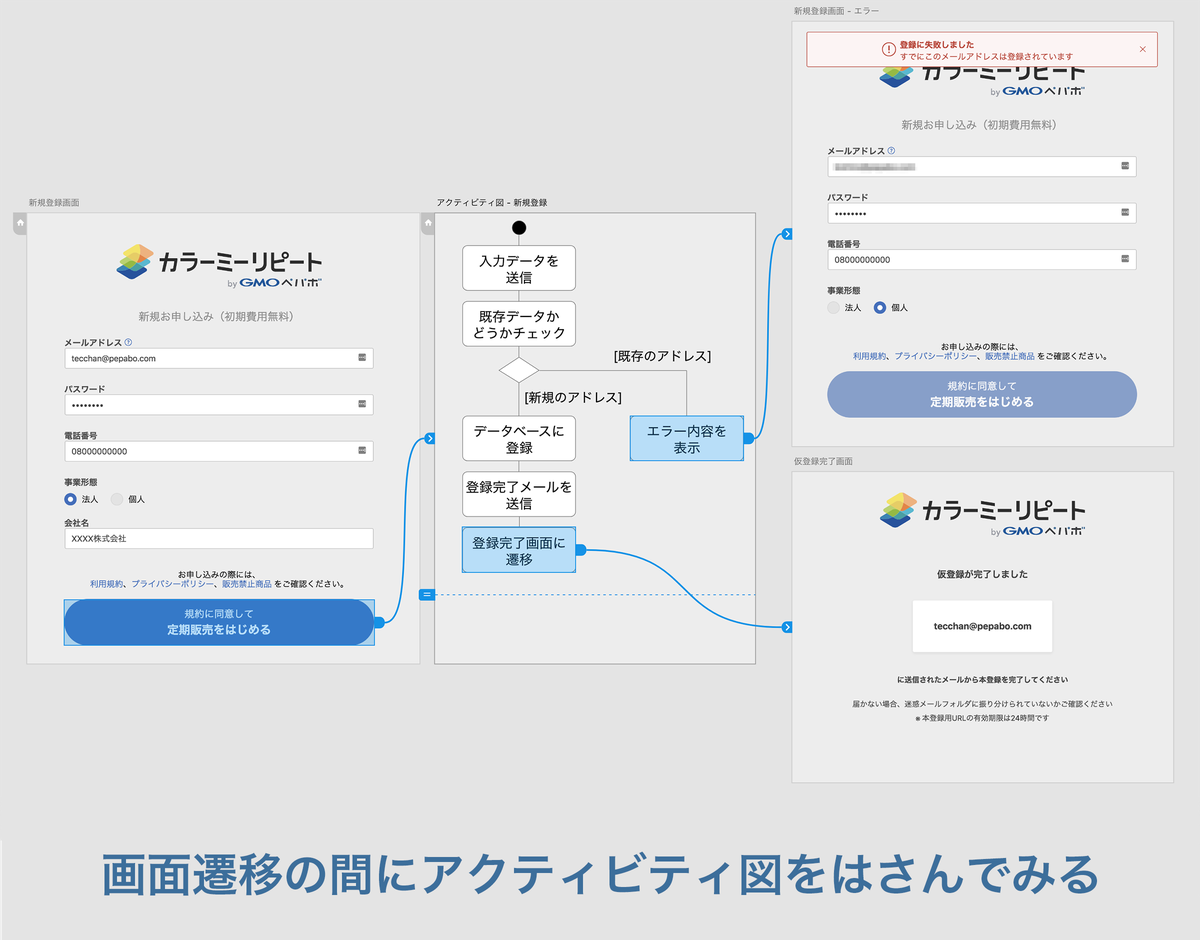 新規登録画面
カラーミーリピート
by GMOペパボ
新規お申し込み（初期費用無料）
メールアドレス
tecchan@pepabo.com
パスワード
••••••••
電話番号
08000000000
事業形態
法人 個人
会社名
XXXX株式会社
お申し込みの際には、
利用規約、プライバシーポリシー、販売禁止商品 をご確認ください。
規約に同意して
定期販売をはじめる
アクティビティ図 - 新規登録
入力データを
送信
既存データか
どうかチェック
[既存のアドレス]
[新規のアドレス]
データベースに
登録
エラー内容を
表示
登録完了メールを
送信
登録完了画面に
遷移
新規登録画面 - エラー
登録に失敗しました
すでにこのメールアドレスは登録されています
カラーミーリピート
by GMOペパボ
新規お申し込み（初期費用無料）
メールアドレス
パスワード
••••••••
電話番号
08000000000
事業形態
法人 個人
お申し込みの際には、
利用規約、プライバシーポリシー、販売禁止商品 をご確認ください。
規約に同意して
定期販売をはじめる
仮登録完了画面
カラーミーリピート
by GMOペパボ
仮登録が完了しました
tecchan@pepabo.com
に送信されたメールから本登録を完了してください
届かない場合、迷惑メールフォルダに振り分けられていないかご確認ください
※ 本登録用URLの有効期限は24時間です
画面遷移の間にアクティビティ図をはさんでみる